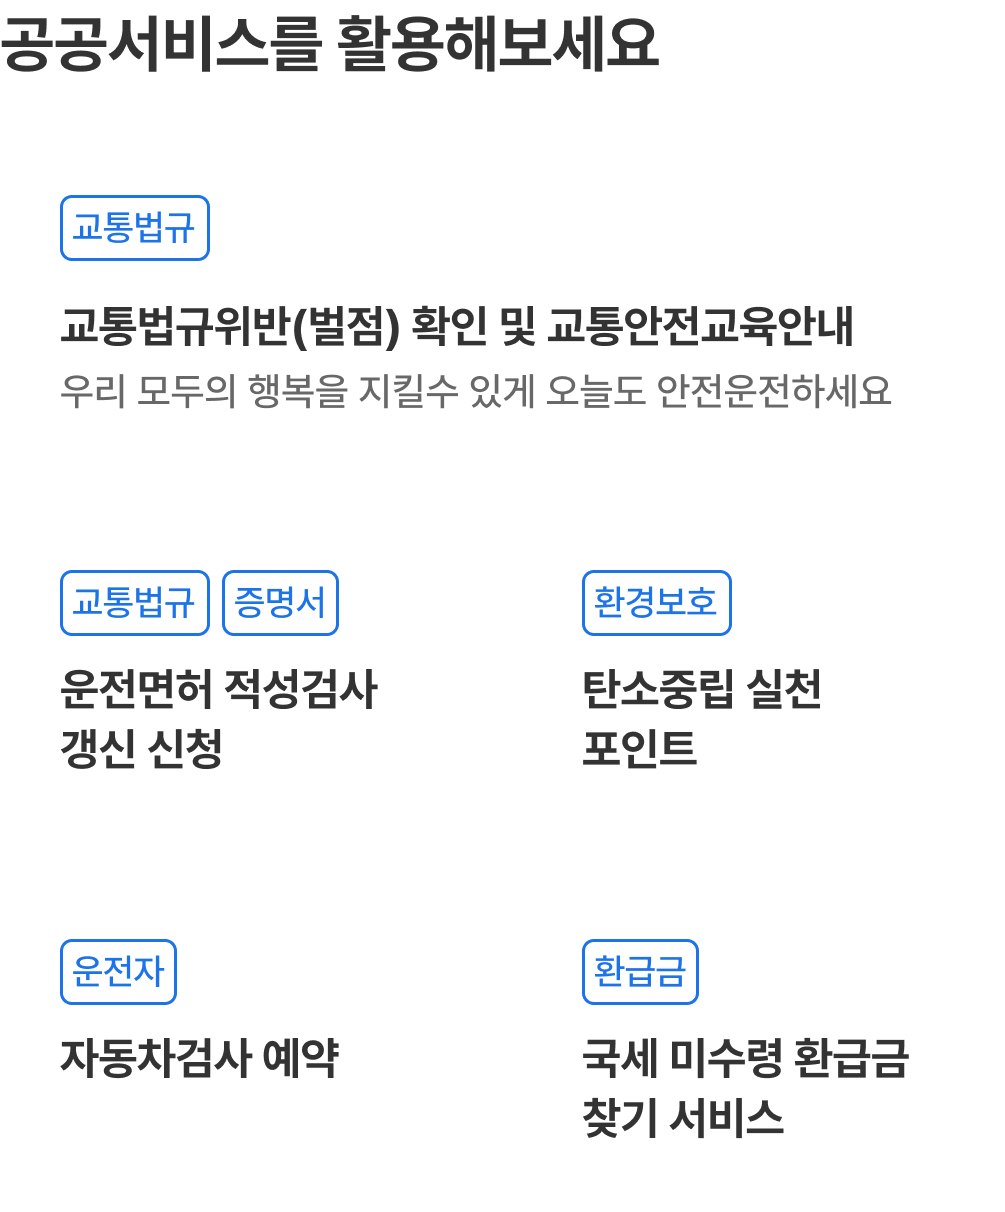 공공서비스를 활용해보세요
교통법규
교통법규위반(벌점) 확인 및 교통안전교육안내
우리 모두의 행복을 지킬수 있게 오늘도 안전운전하세요
교통법규 증명서
운전면허 적성검사
갱신 신청
환경보호
탄소중립 실천
포인트
운전자
자동차검사 예약
환급금
국세 미수령 환급금
찾기 서비스